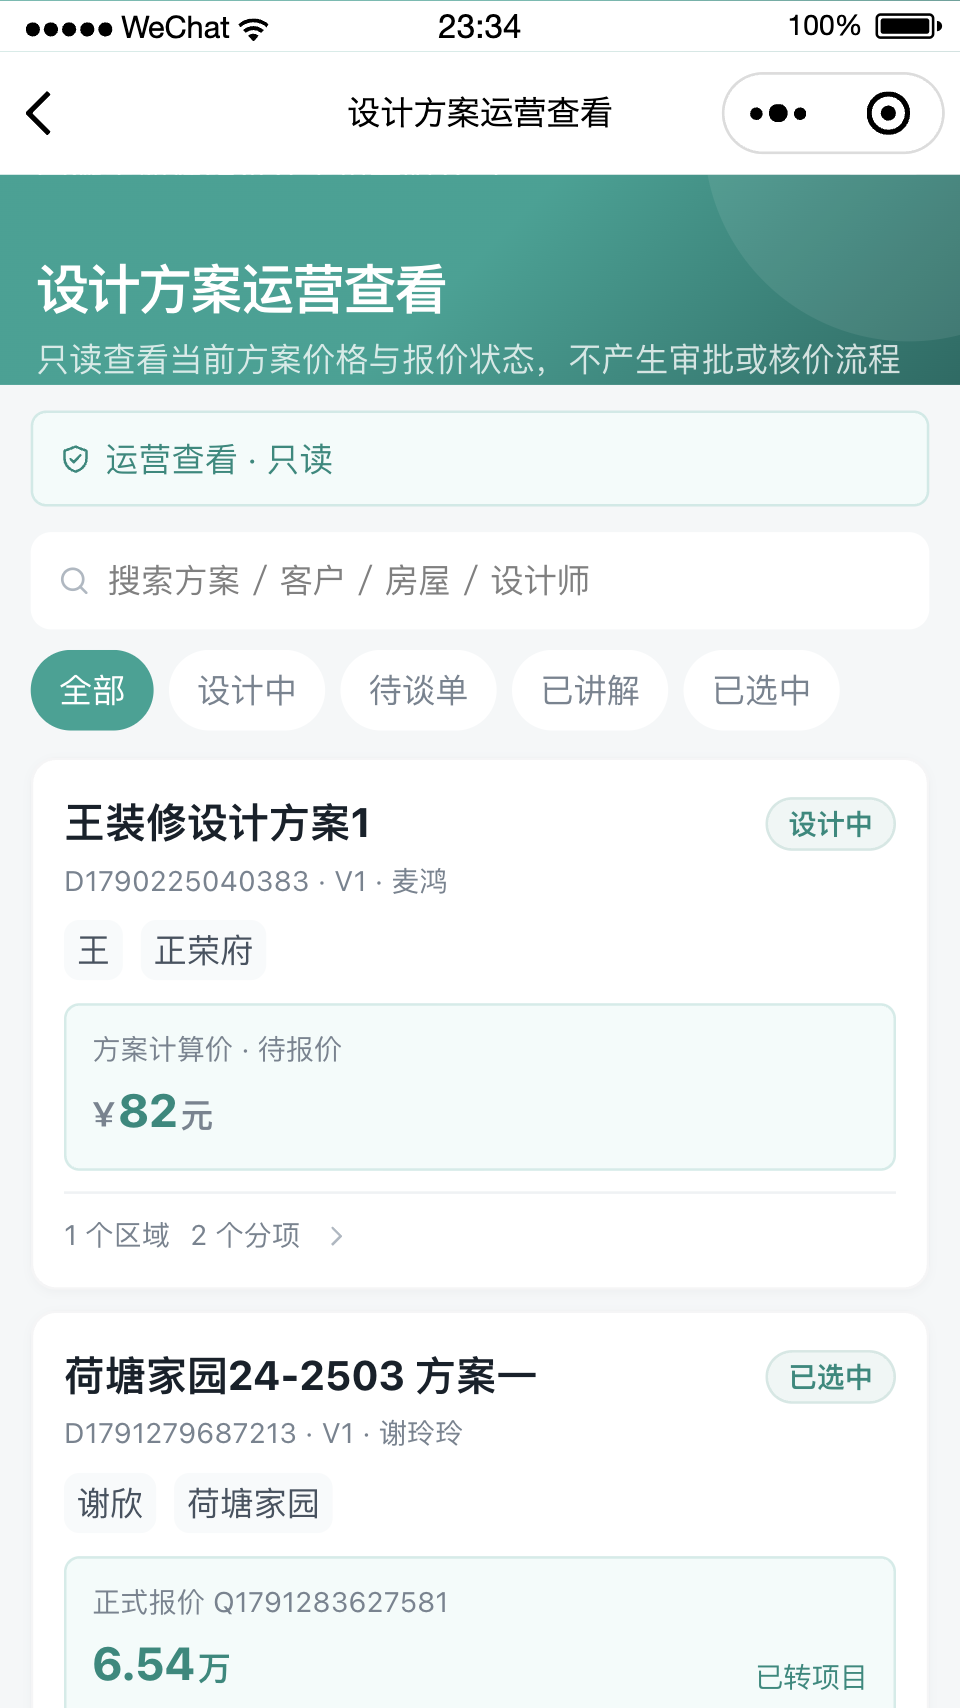 ●●●●● WeChat 23:34 100%
设计方案运营查看
设计方案运营查看
只读查看当前方案价格与报价状态，不产生审批或核价流程
运营查看 · 只读
搜索方案 / 客户 / 房屋 / 设计师
全部 设计中 待谈单 已讲解 已选中
王装修设计方案1 设计中
D1790225040383 · V1 · 麦鸿
王 正荣府
方案计算价 · 待报价
¥82元
1 个区域 2 个分项
荷塘家园24-2503 方案一 已选中
D1791279687213 · V1 · 谢玲玲
谢欣 荷塘家园
正式报价 Q1791283627581
6.54万 已转项目